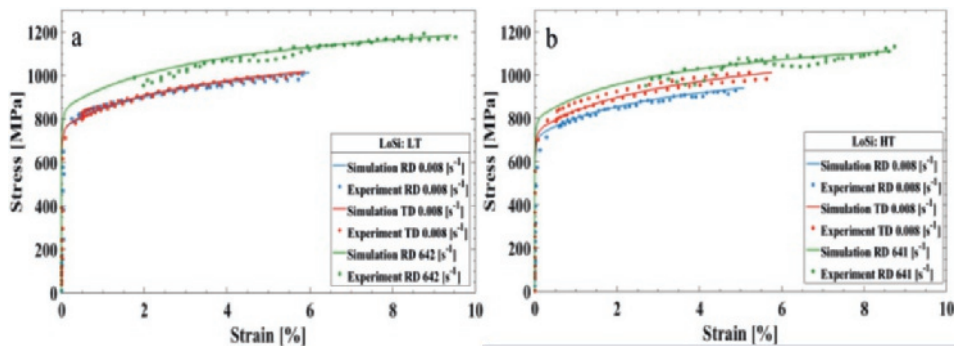 a
1200
1000
800
600
400
200
0
Stress [MPa]
LoSi: LT
Simulation RD 0.008 [s⁻¹]
Experiment RD 0.008 [s⁻¹]
Simulation TD 0.008 [s⁻¹]
Experiment TD 0.008 [s⁻¹]
Simulation RD 642 [s⁻¹]
Experiment RD 642 [s⁻¹]
0 2 4 6 8 10
Strain [%]
b
1200
1000
800
600
400
200
0
Stress [MPa]
LoSi: HT
Simulation RD 0.008 [s⁻¹]
Experiment RD 0.008 [s⁻¹]
Simulation TD 0.008 [s⁻¹]
Experiment TD 0.008 [s⁻¹]
Simulation RD 641 [s⁻¹]
Experiment RD 641 [s⁻¹]
0 2 4 6 8 10
Strain [%]